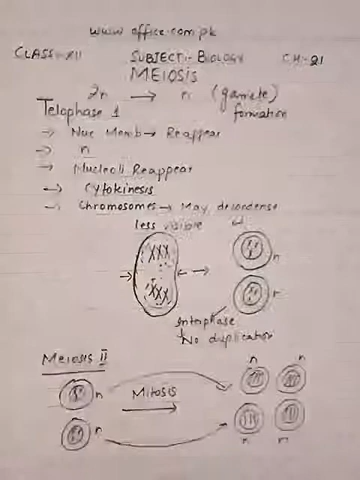 www.office.com.pk
CLASS-XII SUBJECT:- BIOLOGY CH-21
MEIOSIS
2n → n (gamete)
formation
Telophase 1
→ Nuc Memb → Reappear
→ n
→ Nucleoli Reappear
→ Cytokinesis
→ Chromosomes → May decondense
less visible
n
n
Interphase
No duplication
Meiosis II
n n
n
Mitosis
n
n n